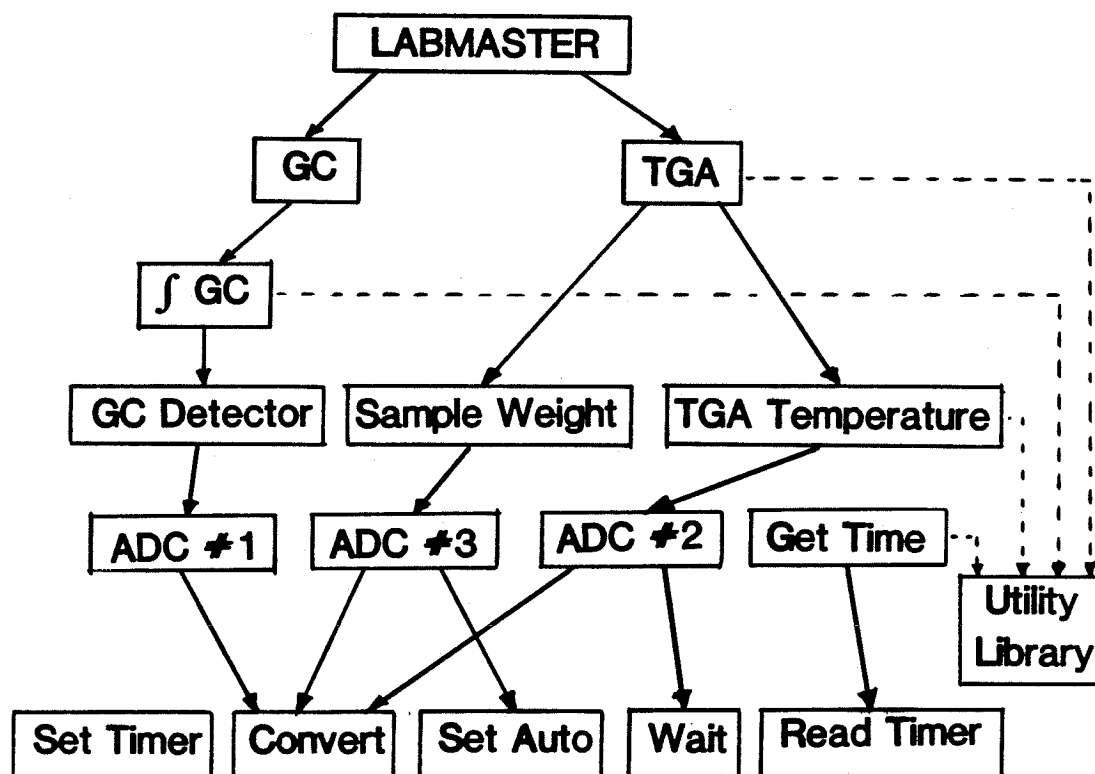 LABMASTER
GC
TGA
∫ GC
GC Detector
Sample Weight
TGA Temperature
ADC #1
ADC #3
ADC #2
Get Time
Utility
Library
Set Timer
Convert
Set Auto
Wait
Read Timer